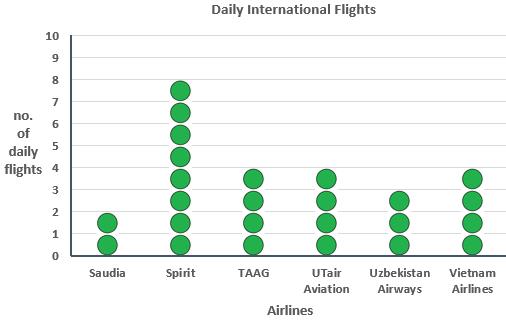 Daily International Flights
10
9
8
7
6
5
4
3
2
1
0
no.
of
daily
flights
Saudia
Spirit
TAAG
UTair
Aviation
Uzbekistan
Airways
Vietnam
Airlines
Airlines